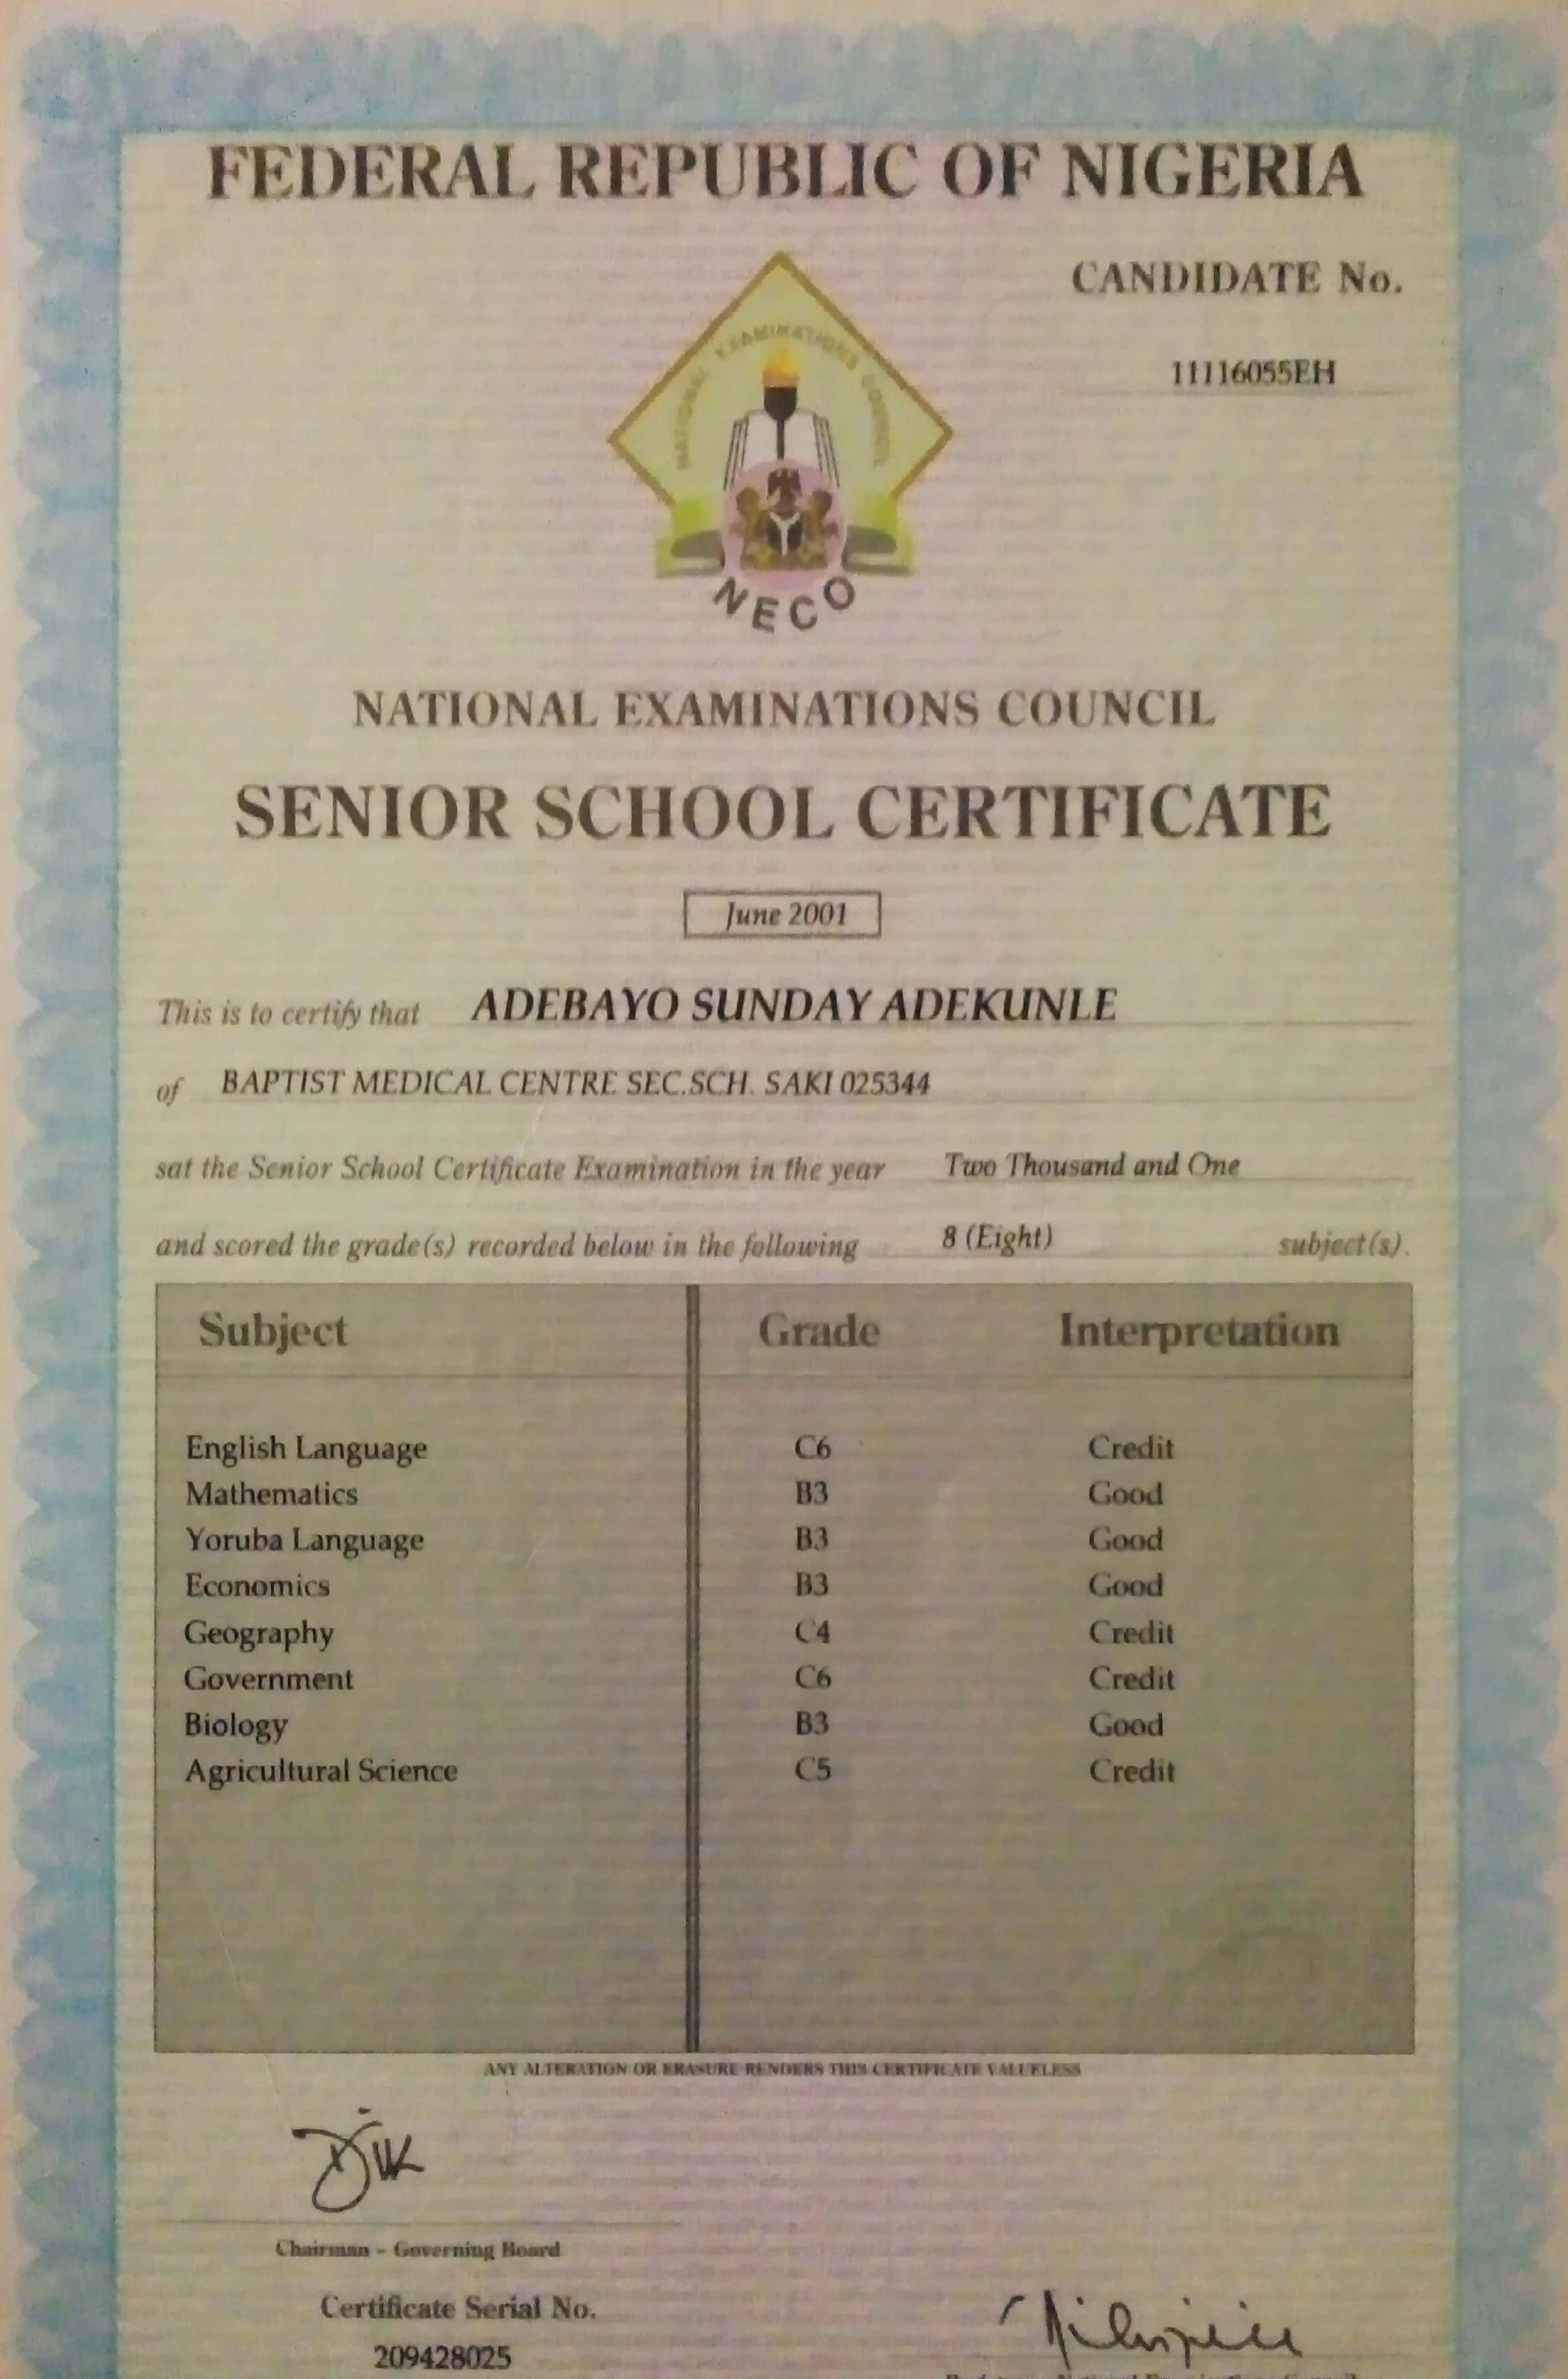 FEDERAL REPUBLIC OF NIGERIA
CANDIDATE No.
11116055EH
NATIONAL EXAMINATIONS COUNCIL
NECO
NATIONAL EXAMINATIONS COUNCIL
SENIOR SCHOOL CERTIFICATE
June 2001
This is to certify that ADEBAYO SUNDAY ADEKUNLE
of BAPTIST MEDICAL CENTRE SEC.SCH. SAKI 025344
sat the Senior School Certificate Examination in the year Two Thousand and One
and scored the grade(s) recorded below in the following 8 (Eight) subject(s).
Subject Grade Interpretation
English Language C6 Credit
Mathematics B3 Good
Yoruba Language B3 Good
Economics B3 Good
Geography C4 Credit
Government C6 Credit
Biology B3 Good
Agricultural Science C5 Credit
ANY ALTERATION OR ERASURE RENDERS THIS CERTIFICATE VALUELESS
Chairman - Governing Board
Certificate Serial No.
209428025